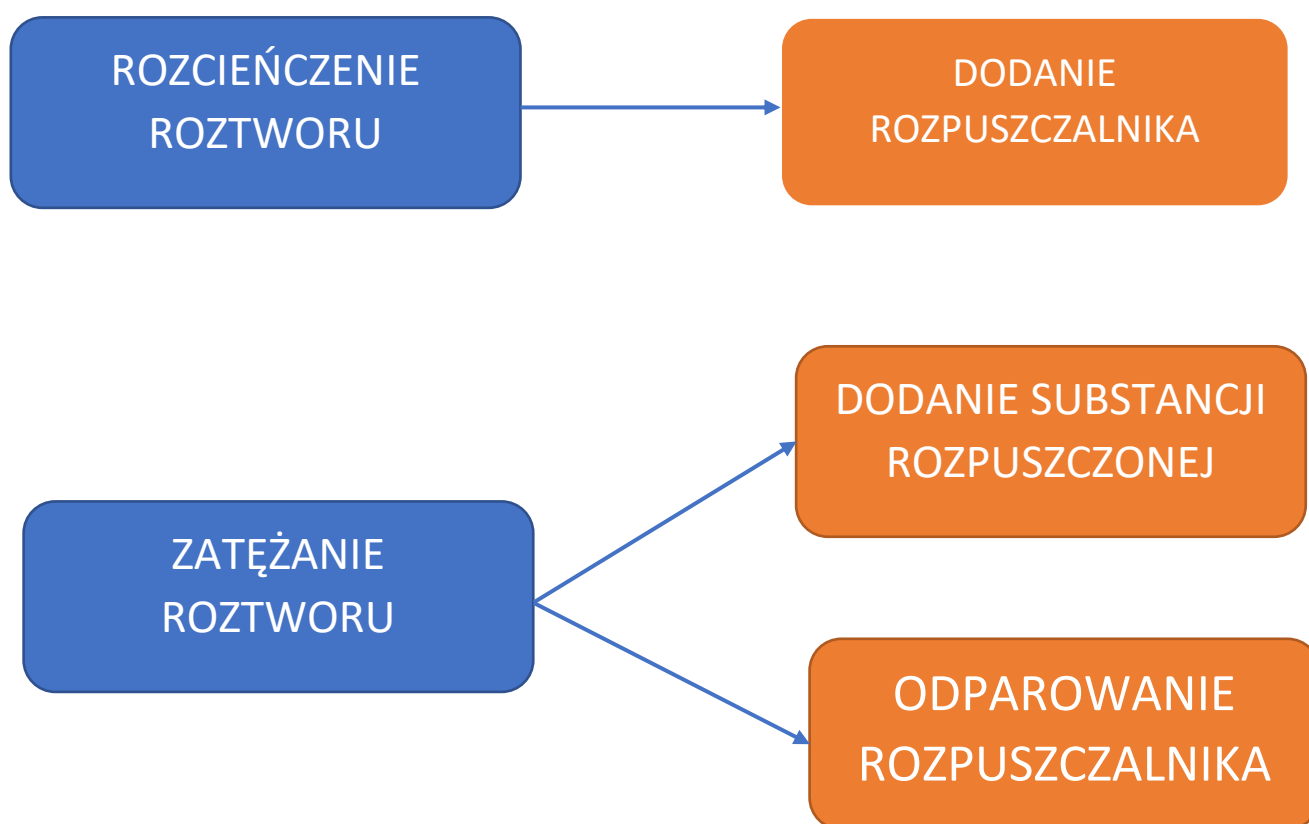 ROZCIEŃCZENIE
ROZTWORU
DODANIE
ROZPUSZCZALNIKA
DODANIE SUBSTANCJI
ROZPUSZCZONEJ
ZATĘŻANIE
ROZTWORU
ODPAROWANIE
ROZPUSZCZALNIKA